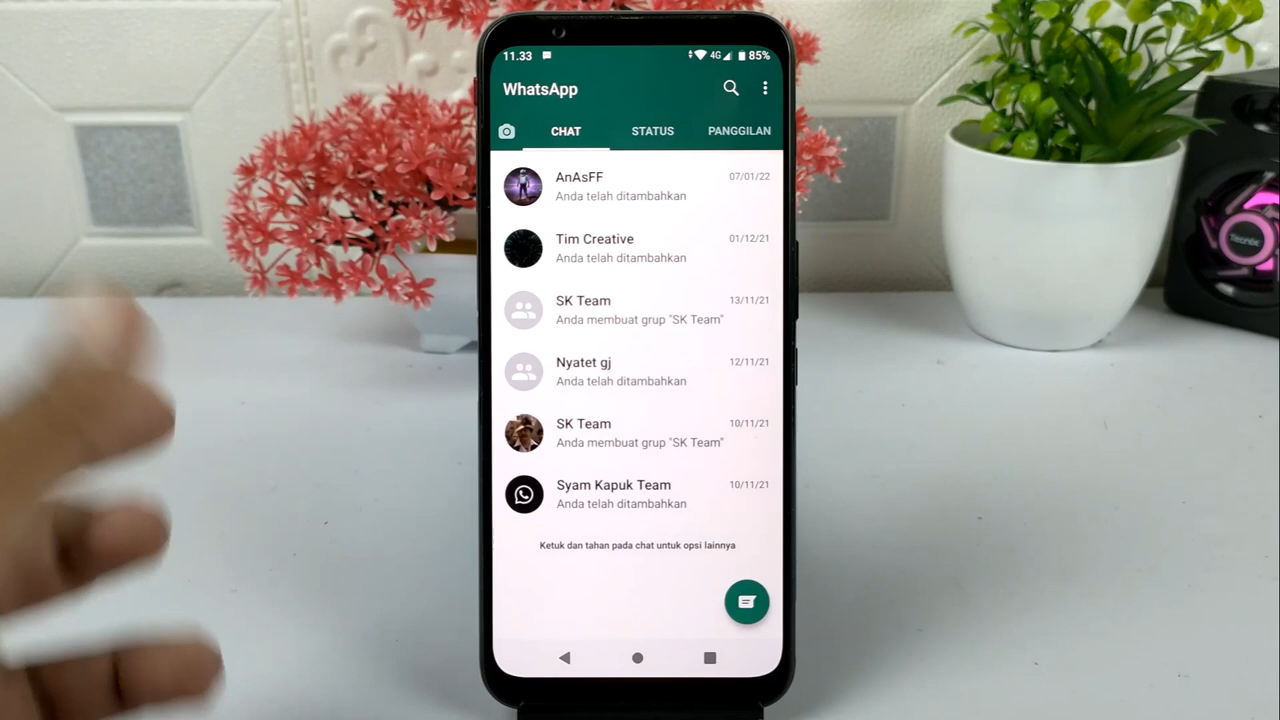 11.33
4G 85%
WhatsApp
CHAT STATUS PANGGILAN
AnAsFF 07/01/22
Anda telah ditambahkan
Tim Creative 01/12/21
Anda telah ditambahkan
SK Team 13/11/21
Anda membuat grup "SK Team"
Nyatet gj 12/11/21
Anda telah ditambahkan
SK Team 10/11/21
Anda membuat grup "SK Team"
Syam Kapuk Team 10/11/21
Anda telah ditambahkan
Ketuk dan tahan pada chat untuk opsi lainnya
Tecnix